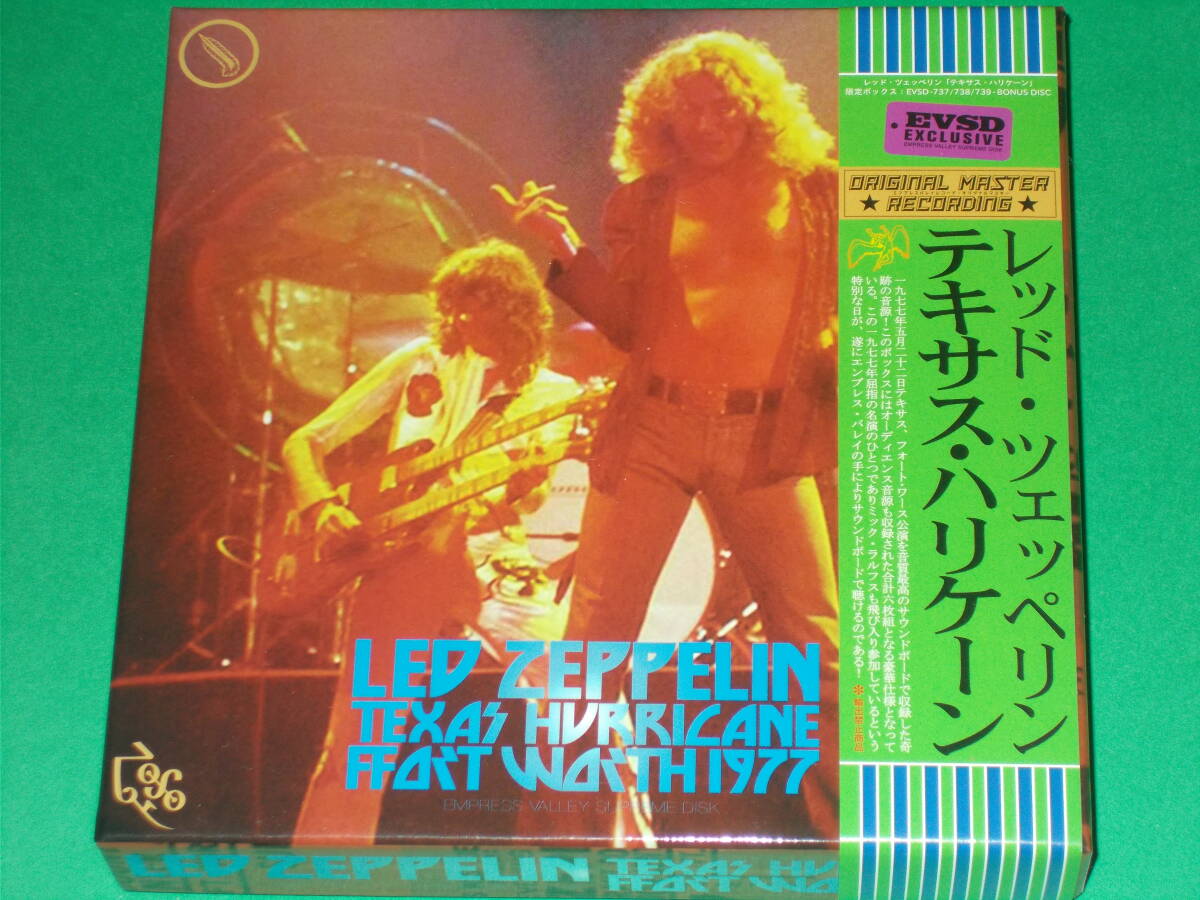 LED ZEPPELIN
TEXAS HURRICANE
FFORT WORTH 1977
EMPRESS VALLEY SUPREME DISK
ZoSo
レッド・ツェッペリン「テキサス・ハリケーン」
限定ボックス:EVSD-737/738/739-BONUS DISC
EVSD
EXCLUSIVE
EMPRESS VALLEY SUPREME DISK
ORIGINAL MASTER
★ RECORDING ★
レッド・ツェッペリン
テキサス・ハリケーン
一九七七年五月二十二日テキサス、フォート・ワース公演を音質最高のサウンドボードで収録した奇
跡の音源!このボックスにはオーディエンス音源も収録された合計六枚組となる豪華仕様となって
いる。この一九七七年屈指の名演のひとつでありミック・ラルフスも飛び入り参加しているという
特別な日が、遂にエンプレス・バレイの手によりサウンドボードで聴けるのである!
✽輸出禁止商品
LED ZEPPELIN TEXAS HU
FFORT WO